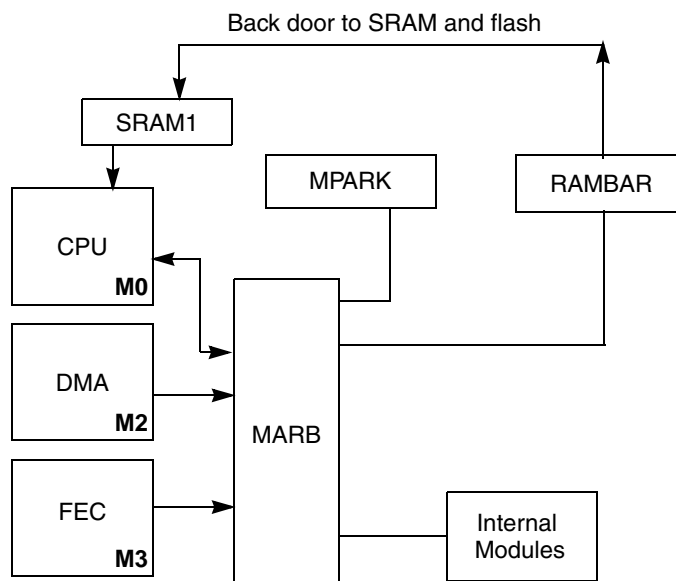 Back door to SRAM and flash
SRAM1
MPARK
RAMBAR
CPU
M0
DMA
M2
MARB
FEC
M3
Internal
Modules